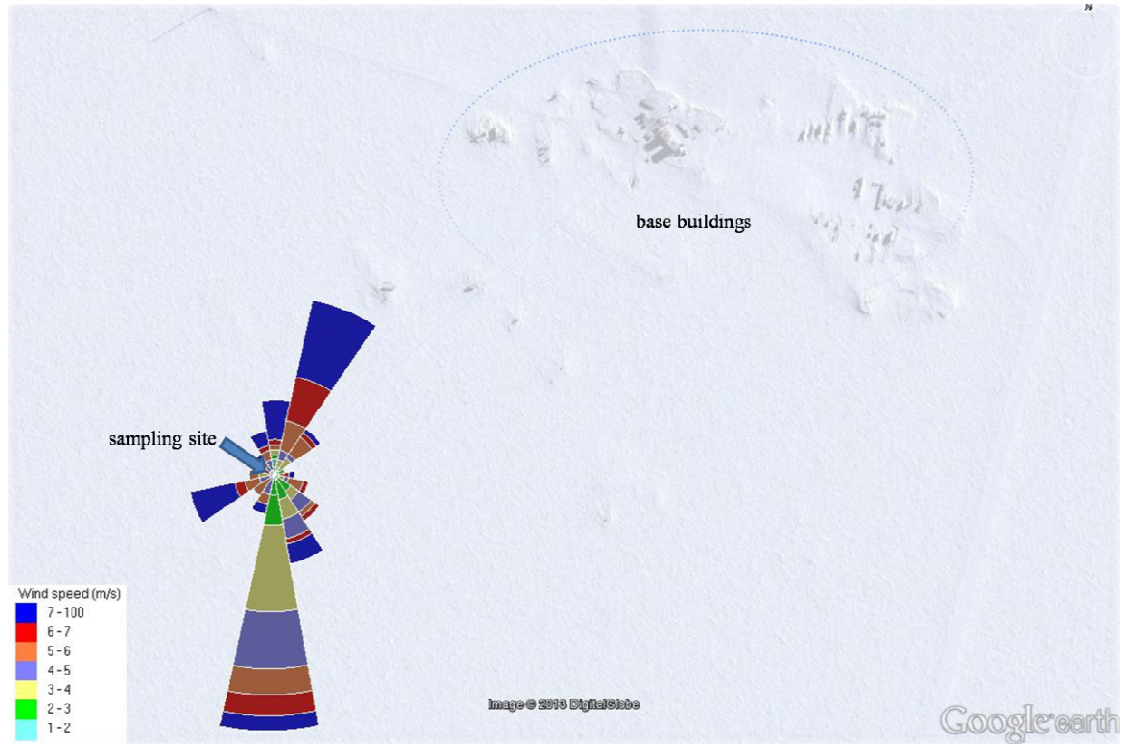 N
base buildings
sampling site
Wind speed (m/s)
7-100
6-7
5-6
4-5
3-4
2-3
1-2
Image © 2013 DigitalGlobe
Google earth